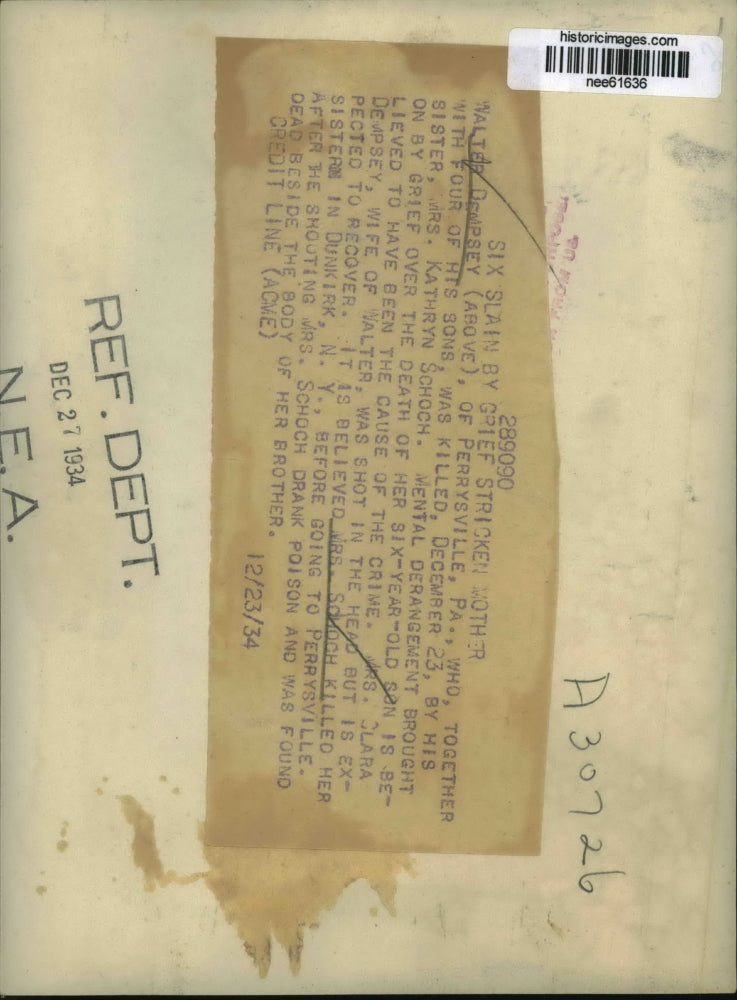 historicimages.com
nee61636
289090
SIX SLAIN BY GRIEF STRICKEN MOTHER
WALTER DEMPSEY (ABOVE), OF PERRYSVILLE, PA., WHO, TOGETHER
WITH FOUR OF HIS SONS, WAS KILLED, DECEMBER 23, BY HIS
SISTER, MRS. KATHRYN SCHOCH. MENTAL DERANGEMENT BROUGHT
ON BY GRIEF OVER THE DEATH OF HER SIX-YEAR-OLD SON IS BE-
LIEVED TO HAVE BEEN THE CAUSE OF THE CRIME. MRS. CLARA
DEMPSEY, WIFE OF WALTER, WAS SHOT IN THE HEAD BUT IS EX-
PECTED TO RECOVER. IT IS BELIEVED MRS. SCHOCH KILLED HER
SISTER IN DUNKIRK, N. Y., BEFORE GOING TO PERRYSVILLE.
AFTER THE SHOOTING MRS. SCHOCH DRANK POISON AND WAS FOUND
DEAD BESIDE THE BODY OF HER BROTHER.
CREDIT LINE (ACME) 12/23/34
REF. DEPT.
DEC 27 1934
N.E.A.
A30726